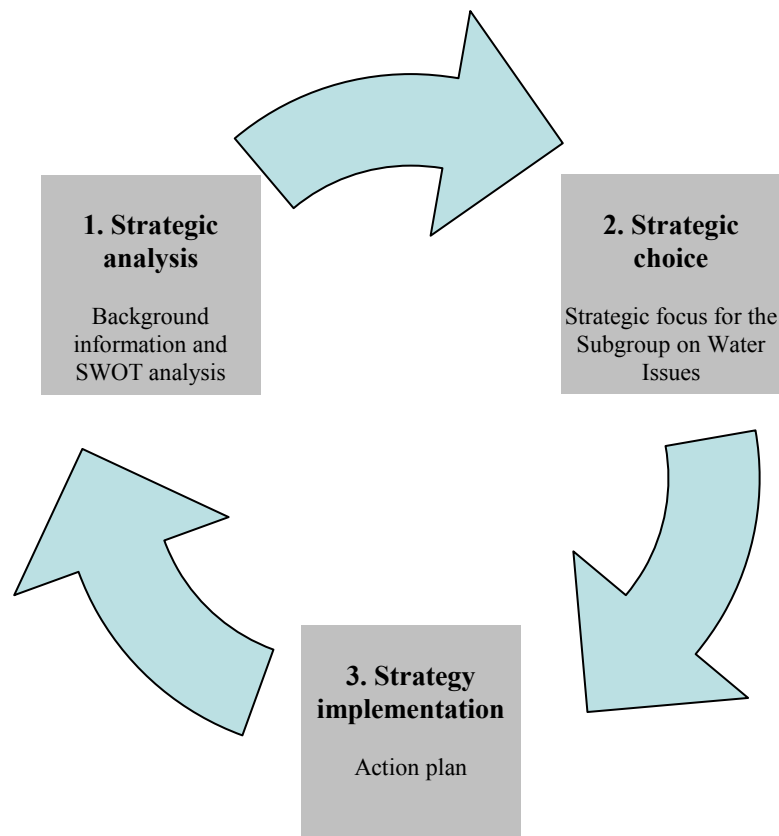 1. Strategic
analysis
Background
information and
SWOT analysis
2. Strategic
choice
Strategic focus for the
Subgroup on Water
Issues
3. Strategy
implementation
Action plan